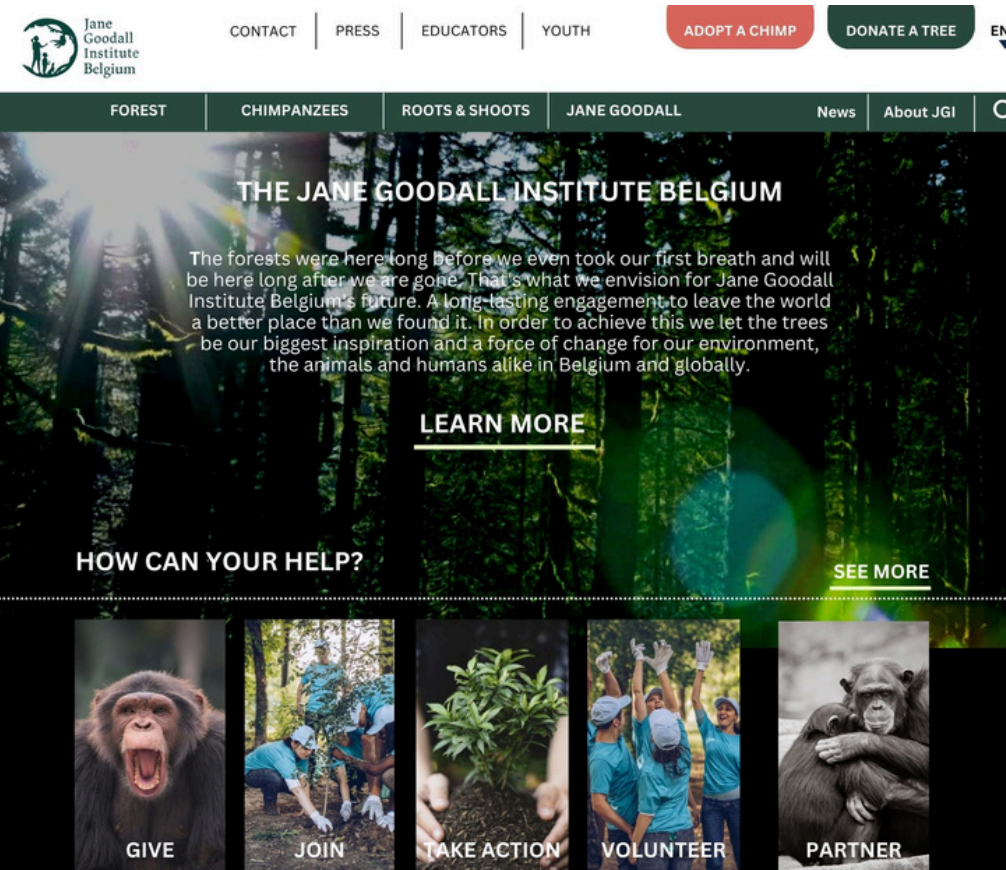 Jane
Goodall
Institute
Belgium
CONTACT
PRESS
EDUCATORS
YOUTH
ADOPT A CHIMP
DONATE A TREE
EN
FOREST
CHIMPANZEES
ROOTS & SHOOTS
JANE GOODALL
News
About JGI
THE JANE GOODALL INSTITUTE BELGIUM
The forests were here long before we even took our first breath and will
be here long after we are gone. That's what we envision for Jane Goodall
Institute Belgium's future. A long-lasting engagement to leave the world
a better place than we found it. In order to achieve this we let the trees
be our biggest inspiration and a force of change for our environment,
the animals and humans alike in Belgium and globally.
LEARN MORE
HOW CAN YOUR HELP?
SEE MORE
GIVE
JOIN
TAKE ACTION
VOLUNTEER
PARTNER